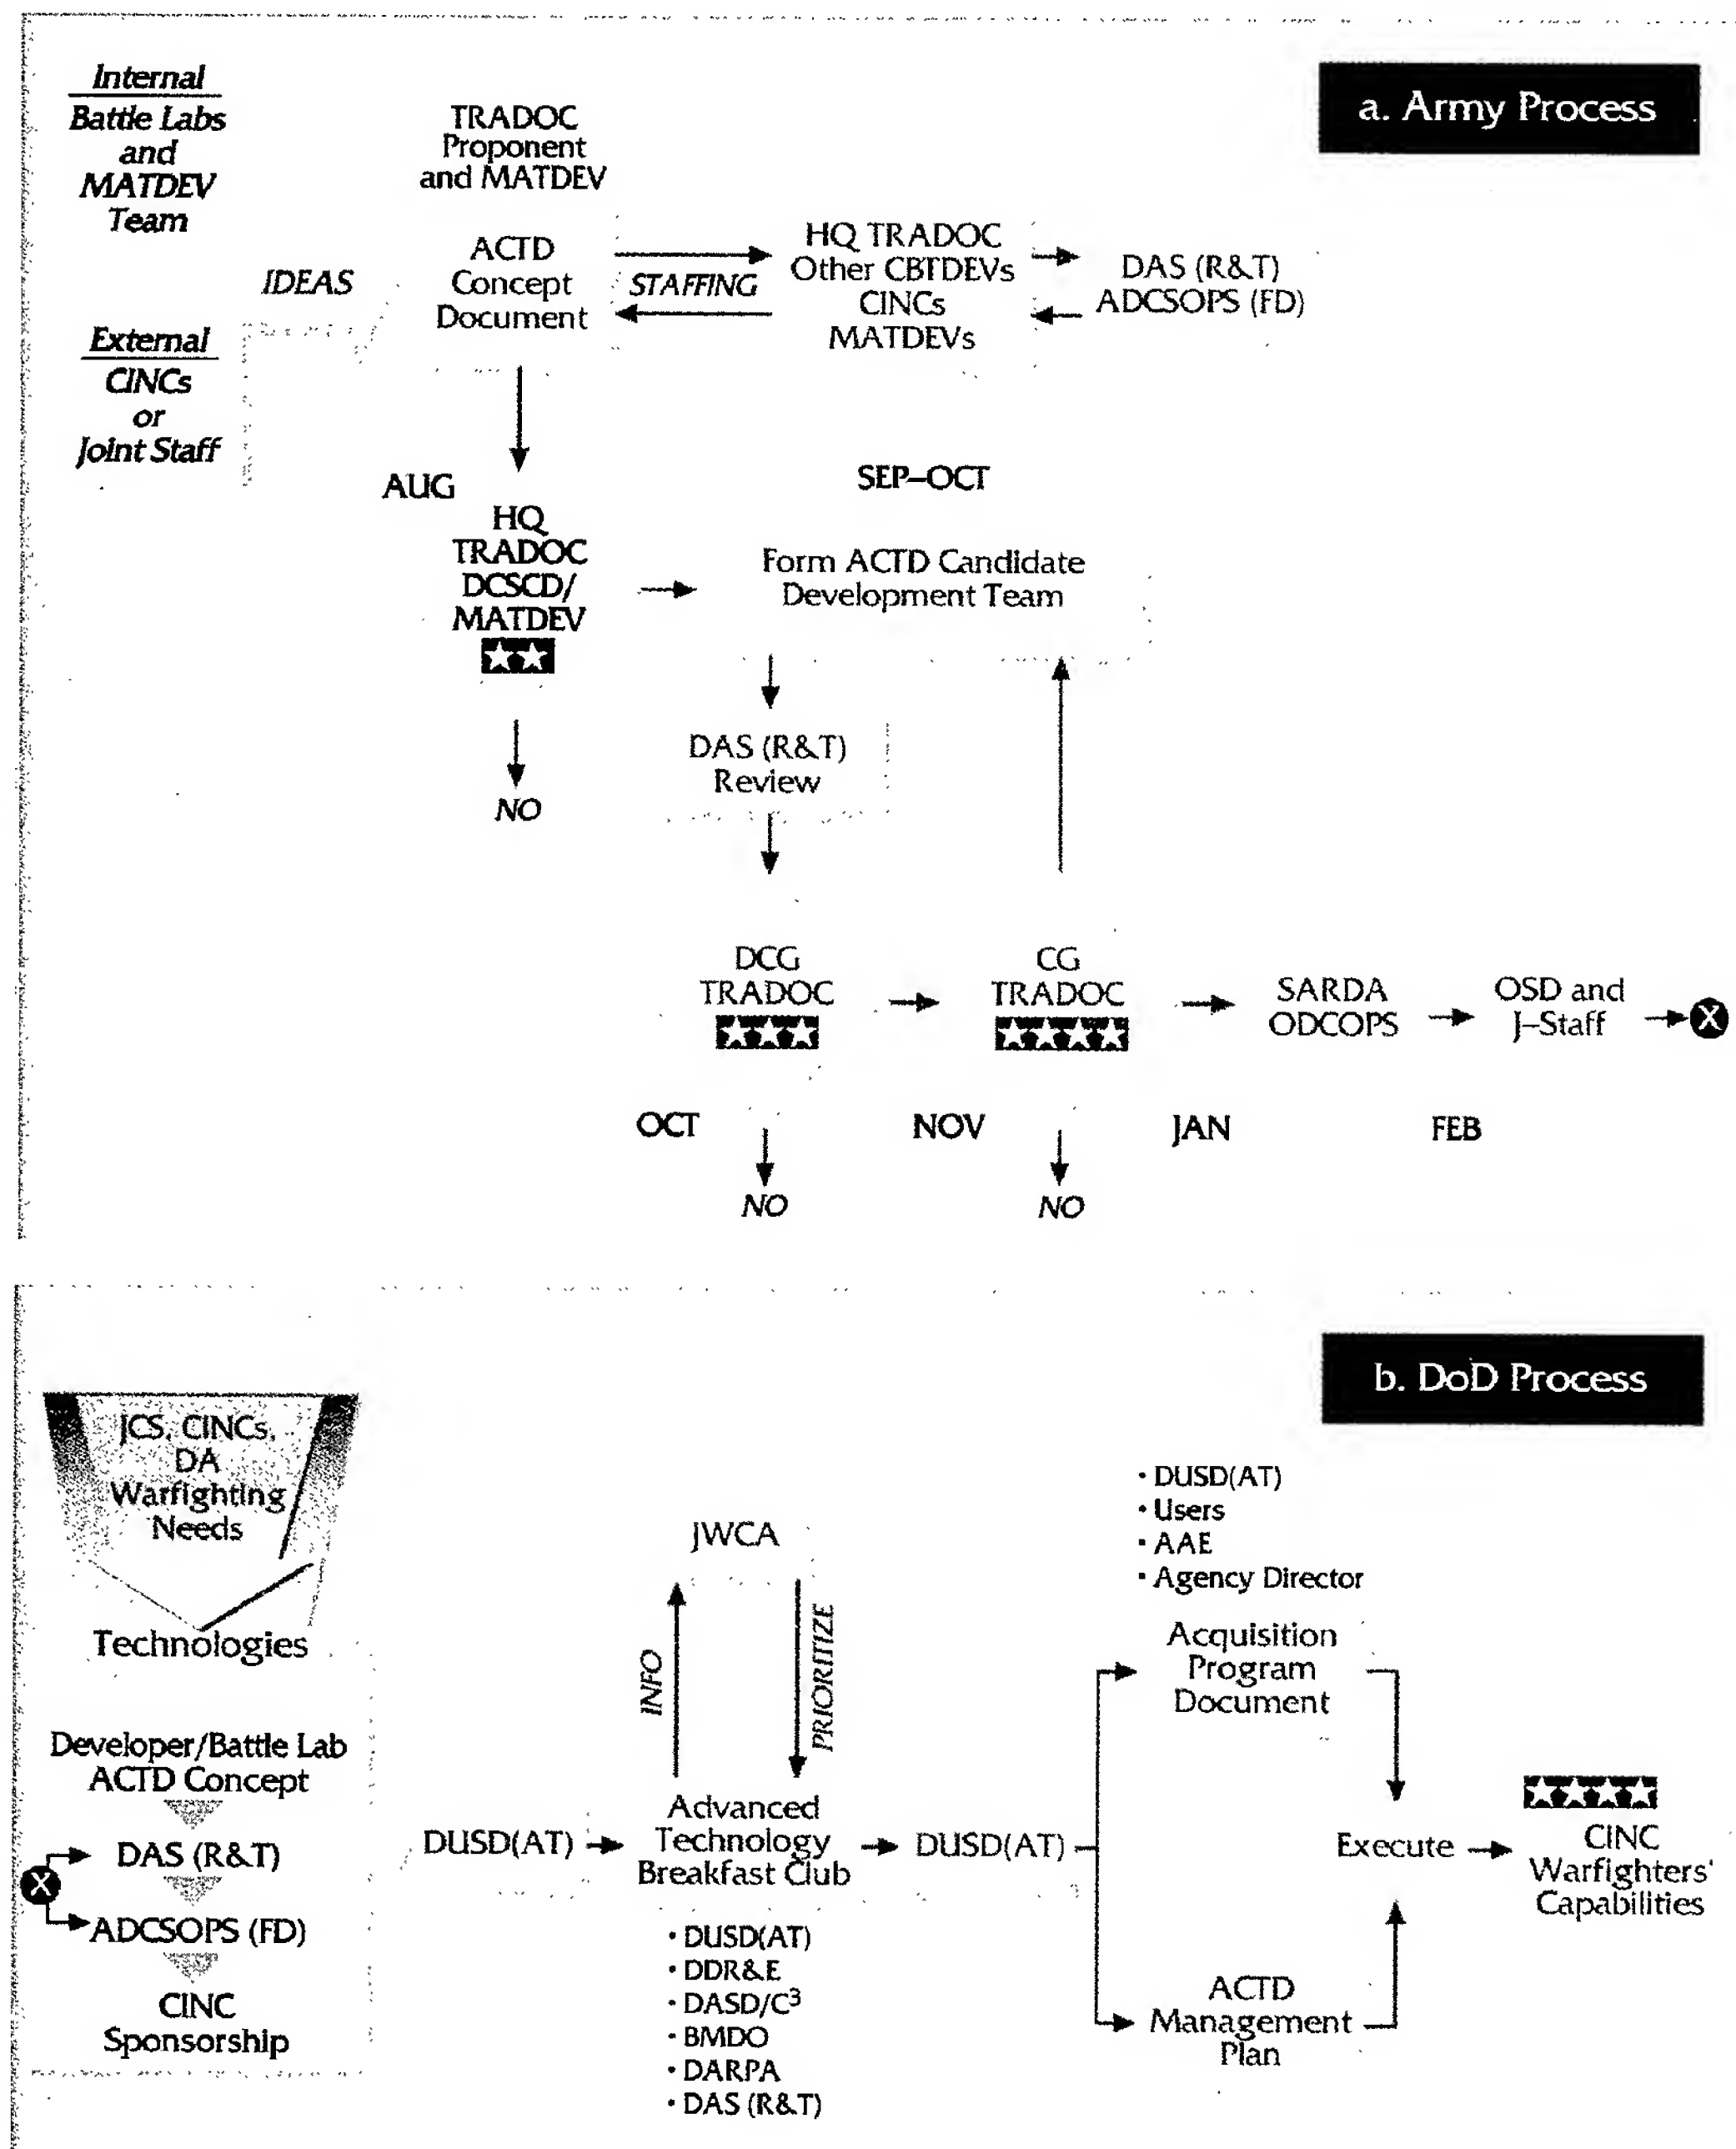 a. Army Process
Internal
Battle Labs
and
MATDEV
Team
IDEAS
External
CINCs
or
Joint Staff
TRADOC
Proponent
and MATDEV
ACTD
Concept
Document
STAFFING
HQ TRADOC
Other CBTDEVs
CINCs
MATDEVs
DAS (R&T)
ADCSOPS (FD)
AUG
HQ
TRADOC
DCSCD/
MATDEV
NO
SEP–OCT
Form ACTD Candidate
Development Team
DAS (R&T)
Review
DCG
TRADOC
CG
TRADOC
SARDA
ODCOPS
OSD and
J–Staff
X
OCT
NOV
JAN
FEB
NO
NO
b. DoD Process
JCS, CINCs,
DA
Warfighting
Needs
Technologies
Developer/Battle Lab
ACTD Concept
DAS (R&T)
X
ADCSOPS (FD)
CINC
Sponsorship
DUSD(AT)
JWCA
INFO
PRIORITIZE
Advanced
Technology
Breakfast Club
• DUSD(AT)
• DDR&E
• DASD/C³
• BMDO
• DARPA
• DAS (R&T)
DUSD(AT)
• DUSD(AT)
• Users
• AAE
• Agency Director
Acquisition
Program
Document
Execute
ACTD
Management
Plan
CINC
Warfighters'
Capabilities